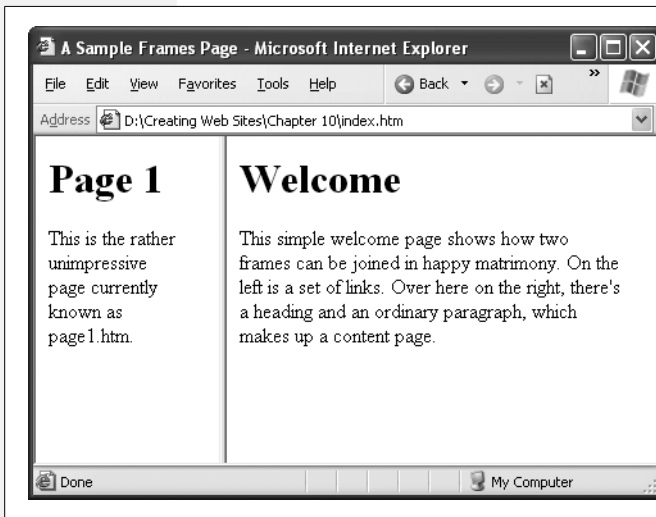 A Sample Frames Page - Microsoft Internet Explorer
File Edit View Favorites Tools Help Back »
Address D:\Creating Web Sites\Chapter 10\index.htm
Page 1
This is the rather
unimpressive
page currently
known as
page1.htm.
Welcome
This simple welcome page shows how two
frames can be joined in happy matrimony. On the
left is a set of links. Over here on the right, there's
a heading and an ordinary paragraph, which
makes up a content page.
Done My Computer